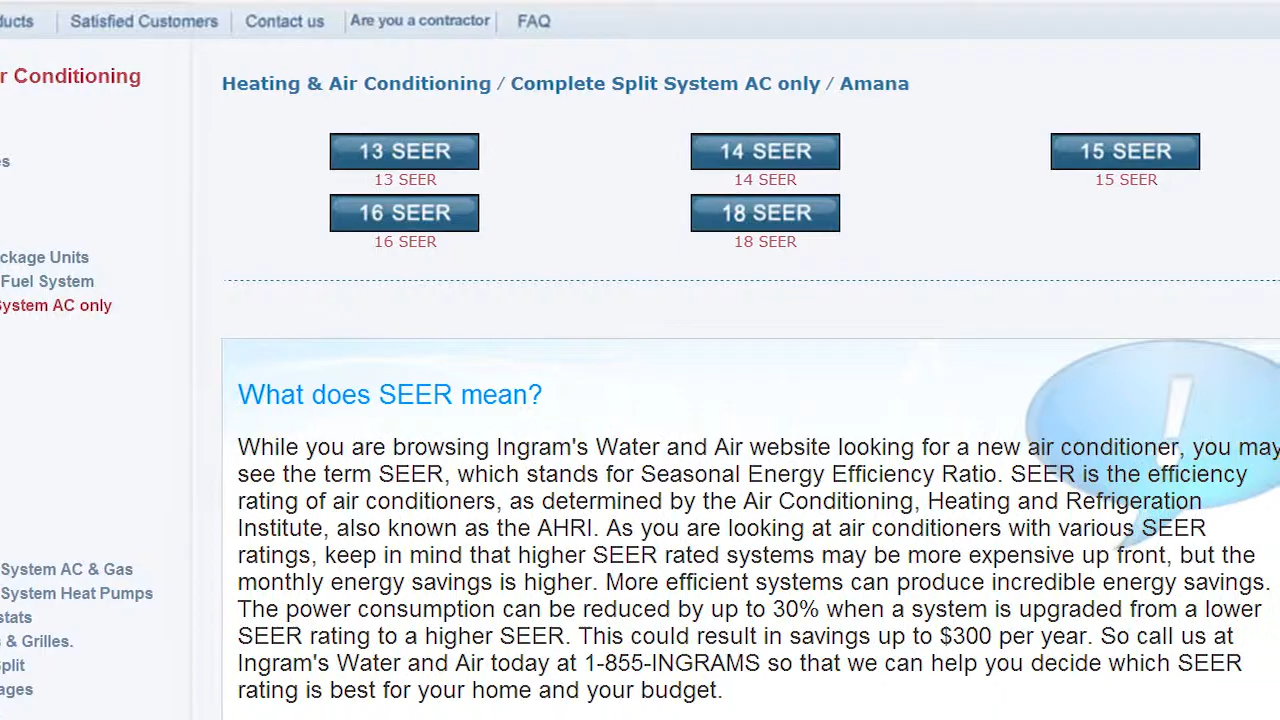 ducts
Satisfied Customers
Contact us
Are you a contractor
FAQ
r Conditioning
Heating & Air Conditioning / Complete Split System AC only / Amana
13 SEER
14 SEER
15 SEER
13 SEER
14 SEER
15 SEER
16 SEER
18 SEER
16 SEER
18 SEER
es
ckage Units
Fuel System
System AC only
What does SEER mean?
While you are browsing Ingram's Water and Air website looking for a new air conditioner, you may
see the term SEER, which stands for Seasonal Energy Efficiency Ratio. SEER is the efficiency
rating of air conditioners, as determined by the Air Conditioning, Heating and Refrigeration
Institute, also known as the AHRI. As you are looking at air conditioners with various SEER
ratings, keep in mind that higher SEER rated systems may be more expensive up front, but the
monthly energy savings is higher. More efficient systems can produce incredible energy savings.
The power consumption can be reduced by up to 30% when a system is upgraded from a lower
SEER rating to a higher SEER. This could result in savings up to $300 per year. So call us at
Ingram's Water and Air today at 1-855-INGRAMS so that we can help you decide which SEER
rating is best for your home and your budget.
System AC & Gas
System Heat Pumps
stats
& Grilles.
plit
ages